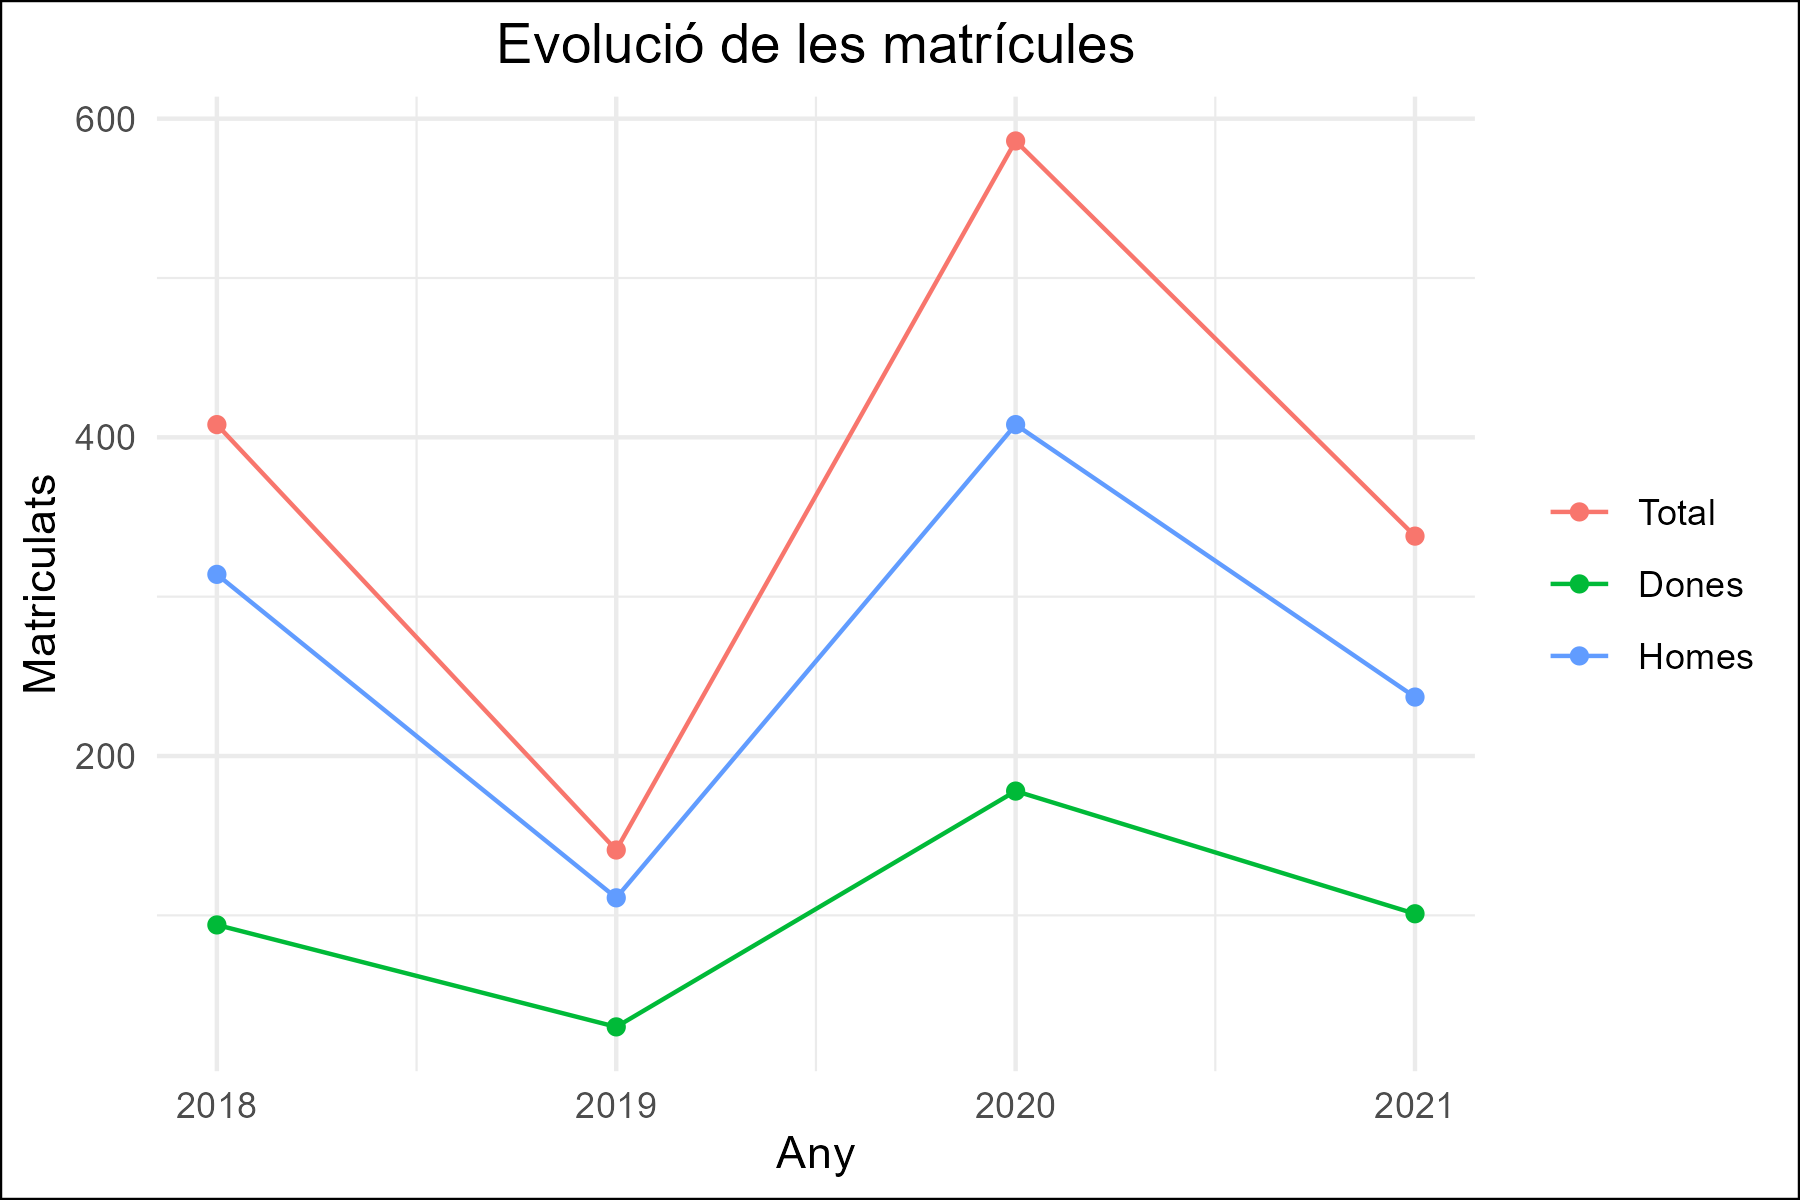 Evolució de les matrícules
600
400
200
Matriculats
2018
2019
2020
2021
Any
Total
Dones
Homes